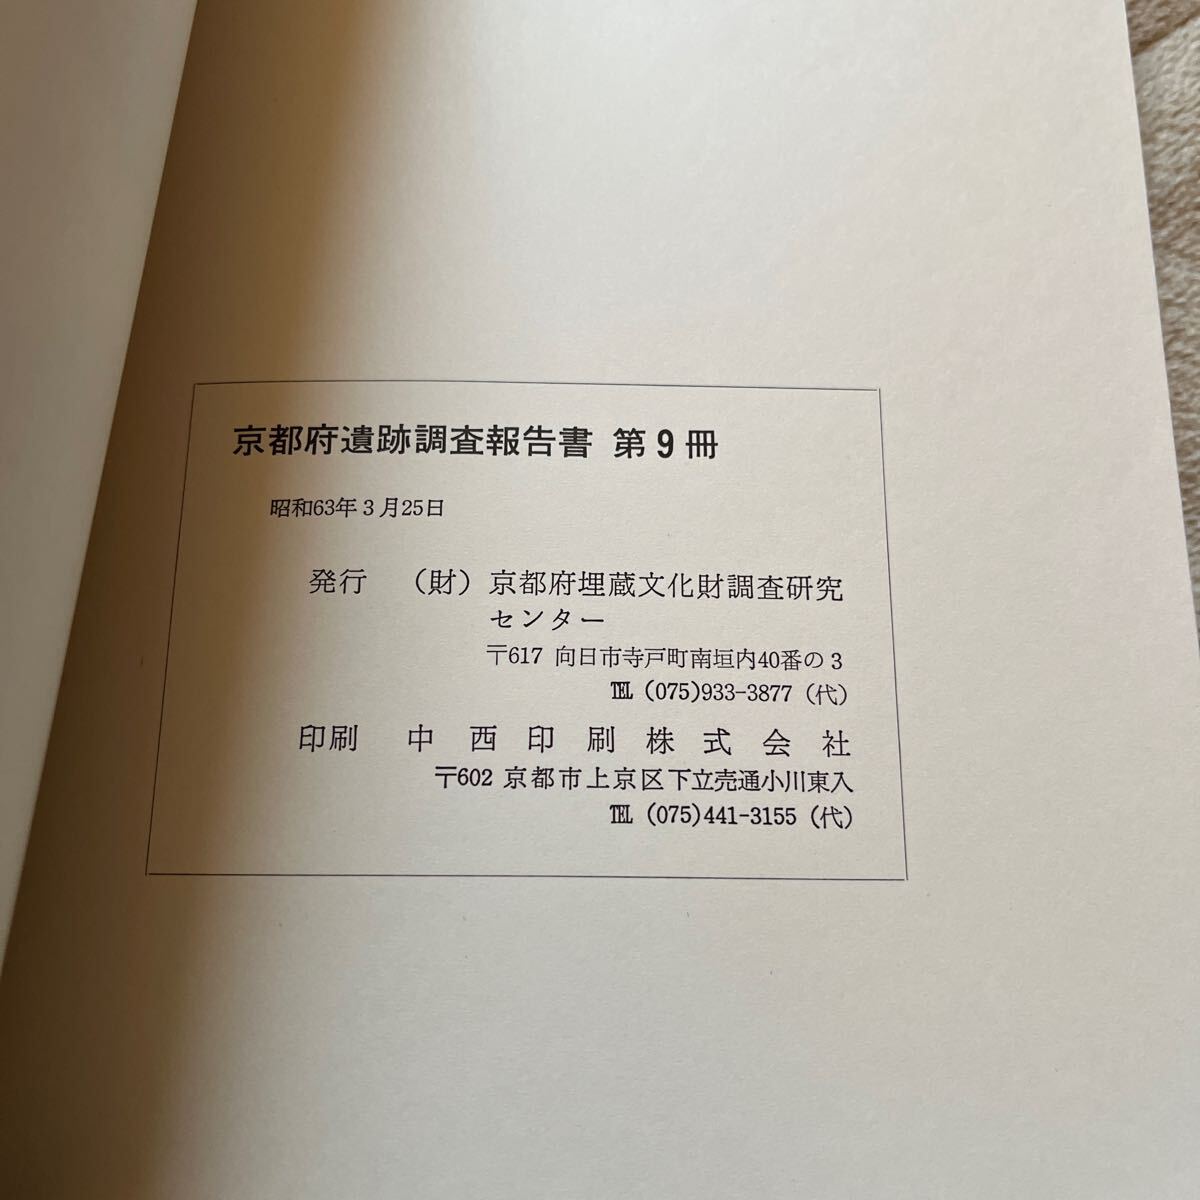 京都府遺跡調査報告書 第9冊
昭和63年3月25日
発行 (財)京都府埋蔵文化財調査研究
センター
〒617 向日市寺戸町南垣内40番の3
℡ (075)933-3877 (代)
印刷 中西印刷株式会社
〒602 京都市上京区下立売通小川東入
℡ (075)441-3155 (代)